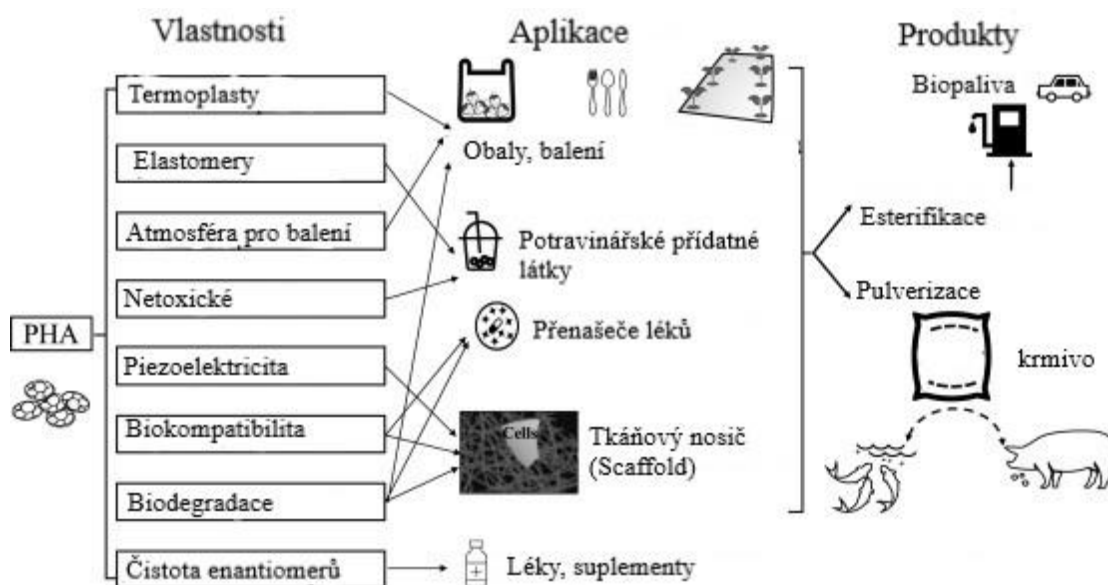 Vlastnosti
Aplikace
Produkty
PHA
Termoplasty
Elastomery
Atmosféra pro balení
Netoxické
Piezoelektricita
Biokompatibilita
Biodegradace
Čistota enantiomerů
Obaly, balení
Potravinářské přídatné
látky
Přenašeče léků
Cells
Tkáňový nosič
(Scaffold)
Léky, suplementy
Biopaliva
Esterifikace
Pulverizace
krmivo